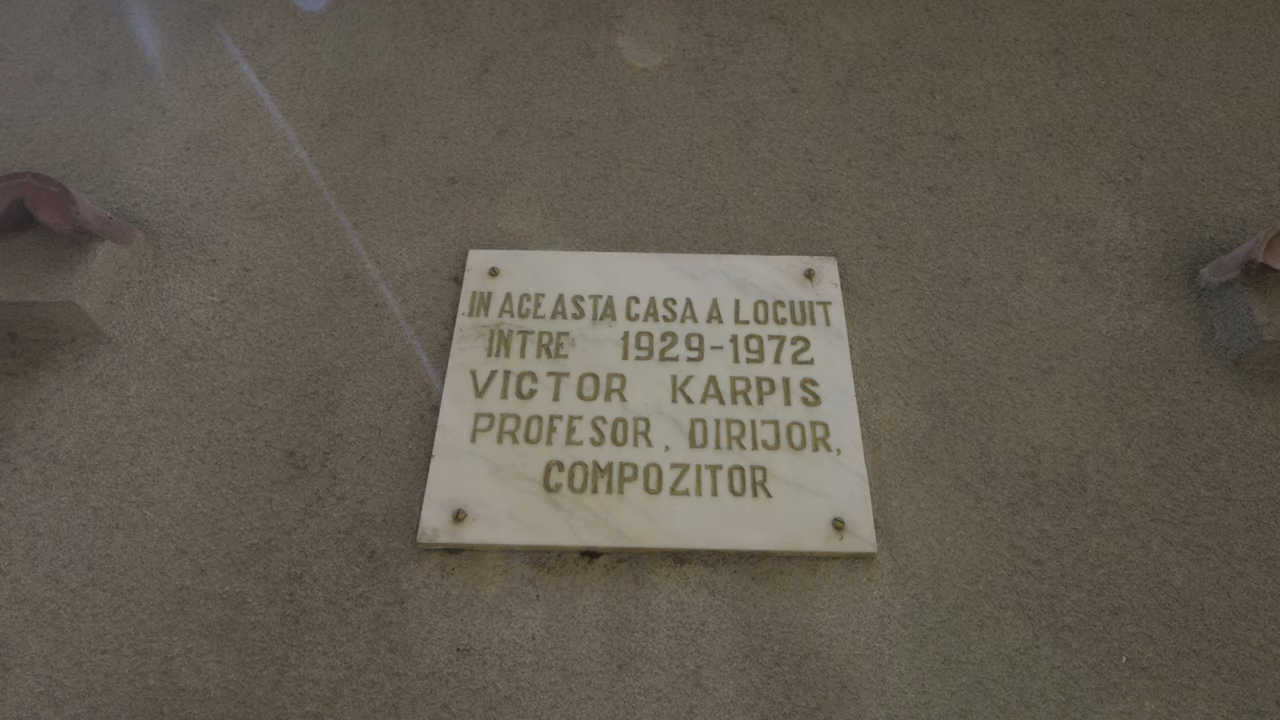 IN ACEASTA CASA A LOCUIT
INTRE 1929-1972
VICTOR KARPIS
PROFESOR, DIRIJOR,
COMPOZITOR